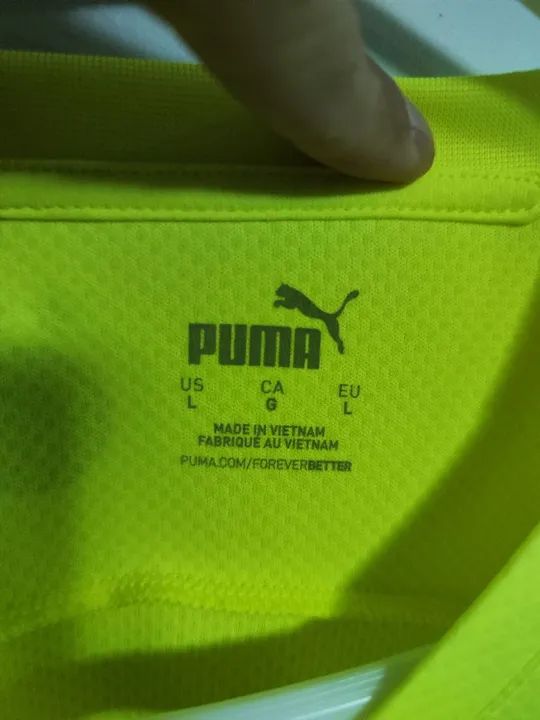 PUMA
US CA EU
L G L
MADE IN VIETNAM
FABRIQUÉ AU VIETNAM
PUMA.COM/FOREVERBETTER